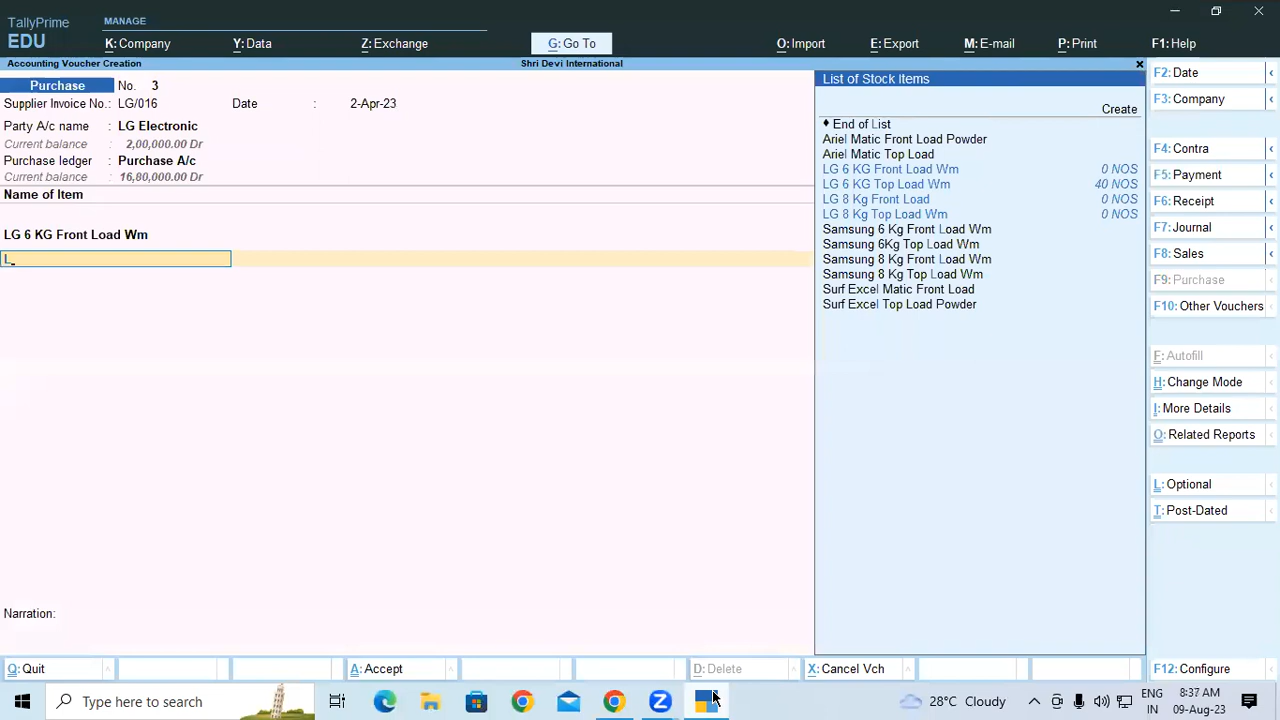 TallyPrime
EDU
MANAGE
K: Company
Y: Data
Z: Exchange
G: Go To
O: Import
E: Export
M: E-mail
P: Print
F1: Help
Accounting Voucher Creation
Shri Devi International
Purchase No. 3
Supplier Invoice No.: LG/016 Date : 2-Apr-23
Party A/c name : LG Electronic
Current balance : 2,00,000.00 Dr
Purchase ledger : Purchase A/c
Current balance : 16,80,000.00 Dr
Name of Item
LG 6 KG Front Load Wm
L
Narration:
List of Stock Items
Create
♦ End of List
Ariel Matic Front Load Powder
Ariel Matic Top Load
LG 6 KG Front Load Wm 0 NOS
LG 6 KG Top Load Wm 40 NOS
LG 8 Kg Front Load 0 NOS
LG 8 Kg Top Load Wm 0 NOS
Samsung 6 Kg Front Load Wm
Samsung 6Kg Top Load Wm
Samsung 8 Kg Front Load Wm
Samsung 8 Kg Top Load Wm
Surf Excel Matic Front Load
Surf Excel Top Load Powder
F2: Date
F3: Company
F4: Contra
F5: Payment
F6: Receipt
F7: Journal
F8: Sales
F9: Purchase
F10: Other Vouchers
F: Autofill
H: Change Mode
I: More Details
O: Related Reports
L: Optional
T: Post-Dated
Q: Quit
A: Accept
D: Delete
X: Cancel Vch
F12: Configure
Type here to search
28°C Cloudy
ENG
IN
8:37 AM
09-Aug-23